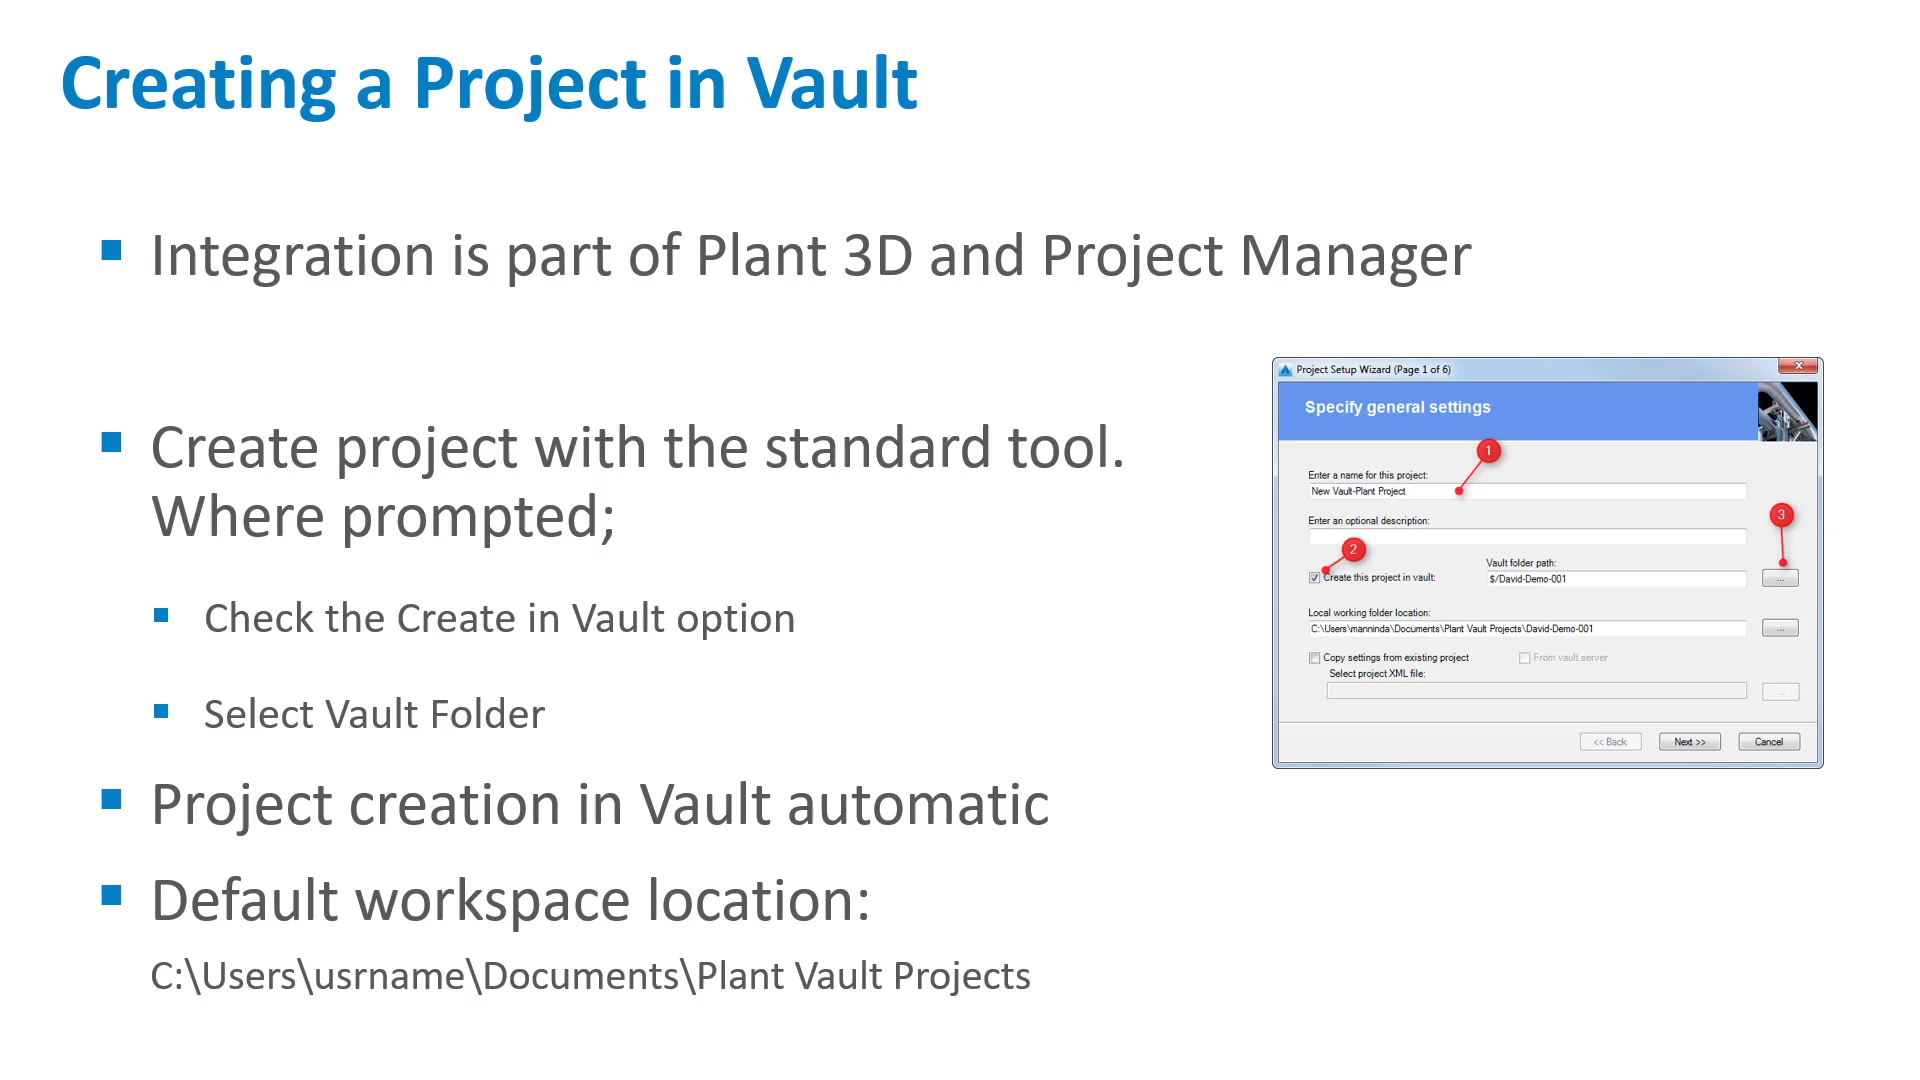 Creating a Project in Vault
Integration is part of Plant 3D and Project Manager
Create project with the standard tool.
Where prompted;
Check the Create in Vault option
Select Vault Folder
Project creation in Vault automatic
Default workspace location:
C:\Users\usrname\Documents\Plant Vault Projects
Project Setup Wizard (Page 1 of 6)
Specify general settings
1
Enter a name for this project:
New Vault-Plant Project
3
Enter an optional description:
2
Vault folder path:
Create this project in vault:
$/David-Demo-001
...
Local working folder location:
C:\Users\manninda\Documents\Plant Vault Projects\David-Demo-001
...
Copy settings from existing project
From vault server
Select project XML file:
...
<< Back
Next >>
Cancel